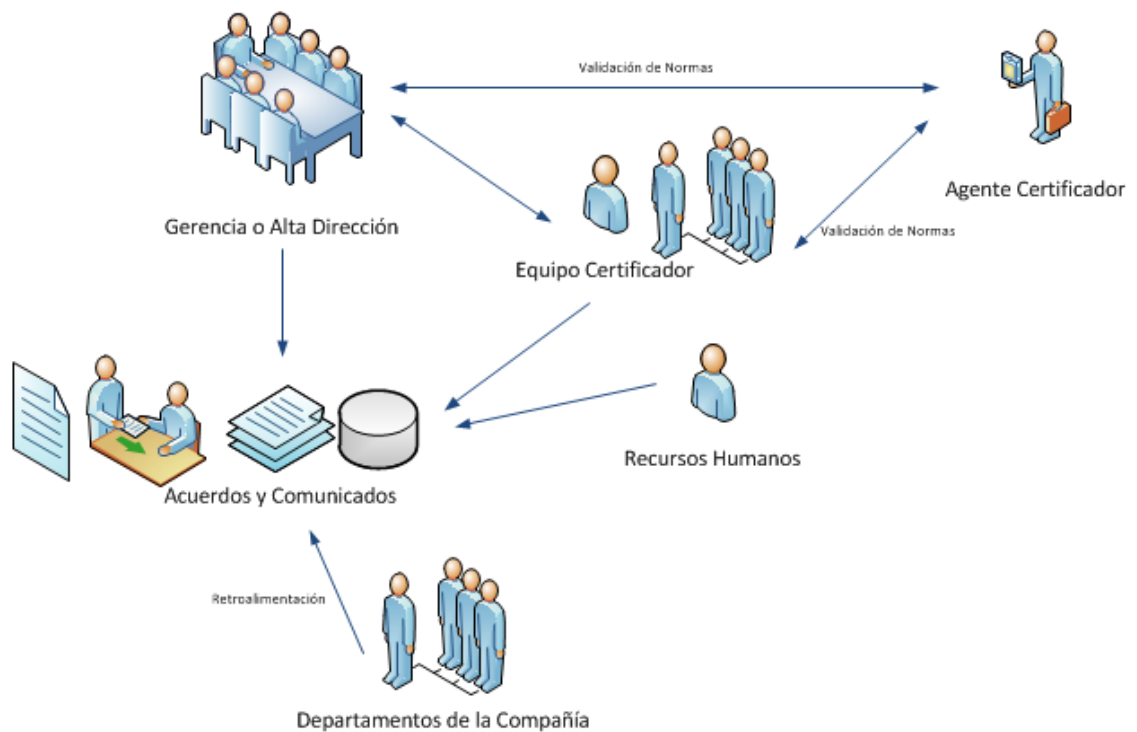 Validación de Normas
Agente Certificador
Gerencia o Alta Dirección
Validación de Normas
Equipo Certificador
Recursos Humanos
Acuerdos y Comunicados
Retroalimentación
Departamentos de la Compañía